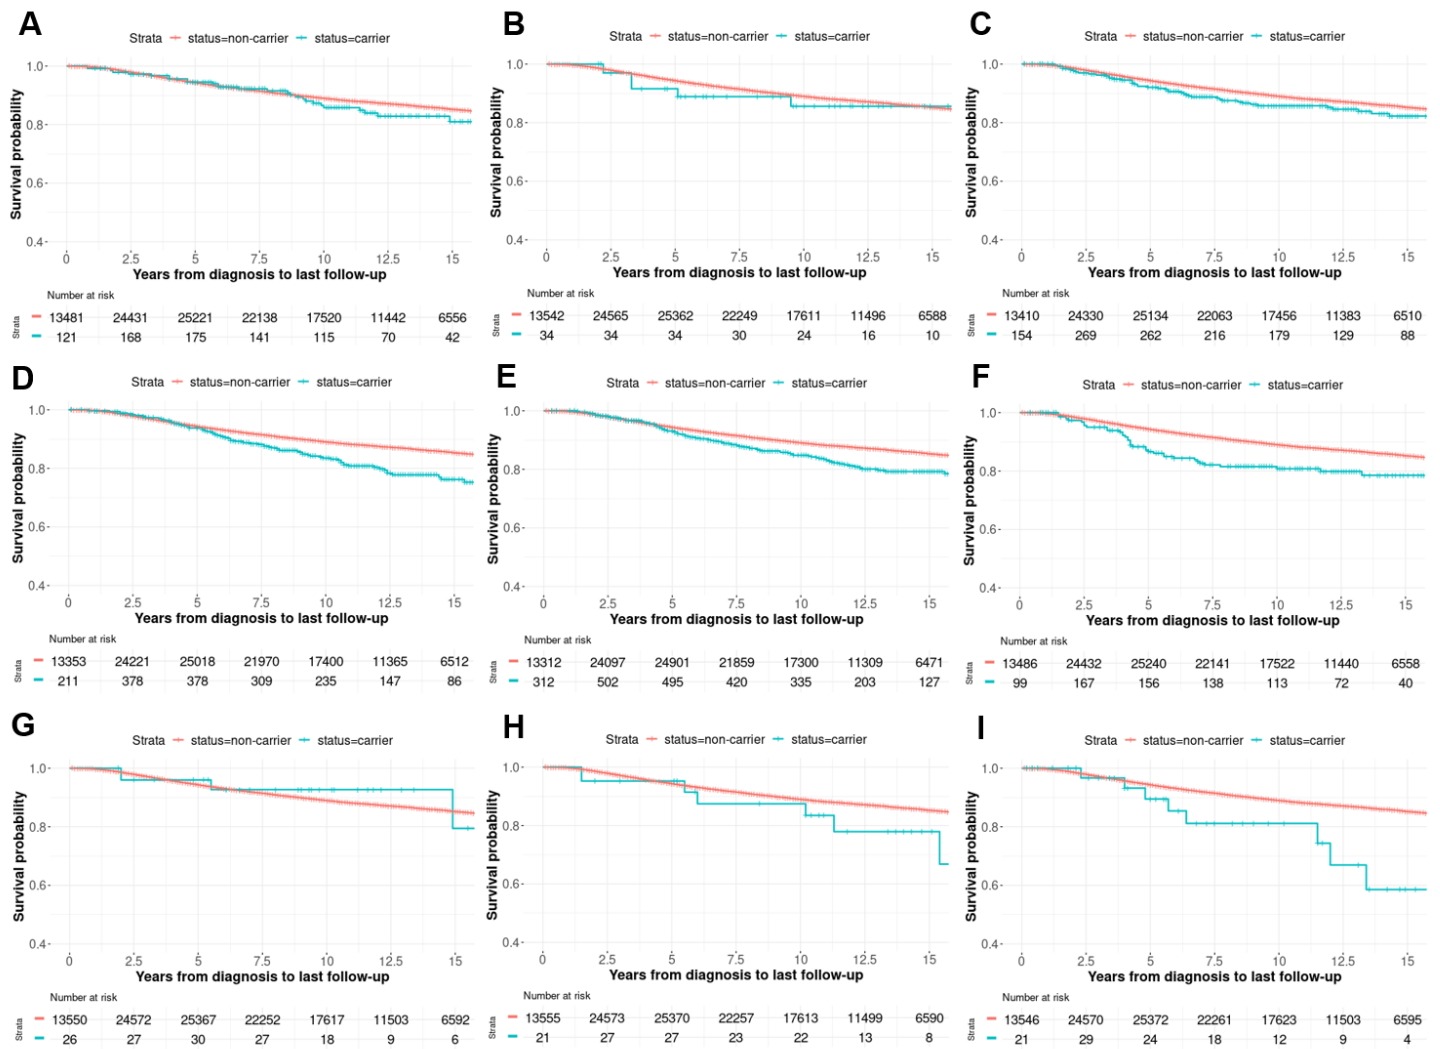 A
Strata status=non-carrier status=carrier
1.0
0.8
0.6
0.4
Survival probability
0 2.5 5 7.5 10 12.5 15
Years from diagnosis to last follow-up
Number at risk
Strata
13481 24431 25221 22138 17520 11442 6556
121 168 175 141 115 70 42
B
Strata status=non-carrier status=carrier
1.0
0.8
0.6
0.4
Survival probability
0 2.5 5 7.5 10 12.5 15
Years from diagnosis to last follow-up
Number at risk
Strata
13542 24565 25362 22249 17611 11496 6588
34 34 34 30 24 16 10
C
Strata status=non-carrier status=carrier
1.0
0.8
0.6
0.4
Survival probability
0 2.5 5 7.5 10 12.5 15
Years from diagnosis to last follow-up
Number at risk
Strata
13410 24330 25134 22063 17456 11383 6510
154 269 262 216 179 129 88
D
Strata status=non-carrier status=carrier
1.0
0.8
0.6
0.4
Survival probability
0 2.5 5 7.5 10 12.5 15
Years from diagnosis to last follow-up
Number at risk
Strata
13353 24221 25018 21970 17400 11365 6512
211 378 378 309 235 147 86
E
Strata status=non-carrier status=carrier
1.0
0.8
0.6
0.4
Survival probability
0 2.5 5 7.5 10 12.5 15
Years from diagnosis to last follow-up
Number at risk
Strata
13312 24097 24901 21859 17300 11309 6471
312 502 495 420 335 203 127
F
Strata status=non-carrier status=carrier
1.0
0.8
0.6
0.4
Survival probability
0 2.5 5 7.5 10 12.5 15
Years from diagnosis to last follow-up
Number at risk
Strata
13486 24432 25240 22141 17522 11440 6558
99 167 156 138 113 72 40
G
Strata status=non-carrier status=carrier
1.0
0.8
0.6
0.4
Survival probability
0 2.5 5 7.5 10 12.5 15
Years from diagnosis to last follow-up
Number at risk
Strata
13550 24572 25367 22252 17617 11503 6592
26 27 30 27 18 9 6
H
Strata status=non-carrier status=carrier
1.0
0.8
0.6
0.4
Survival probability
0 2.5 5 7.5 10 12.5 15
Years from diagnosis to last follow-up
Number at risk
Strata
13555 24573 25370 22257 17613 11499 6590
21 27 27 23 22 13 8
I
Strata status=non-carrier status=carrier
1.0
0.8
0.6
0.4
Survival probability
0 2.5 5 7.5 10 12.5 15
Years from diagnosis to last follow-up
Number at risk
Strata
13546 24570 25372 22261 17623 11503 6595
21 29 24 18 12 9 4